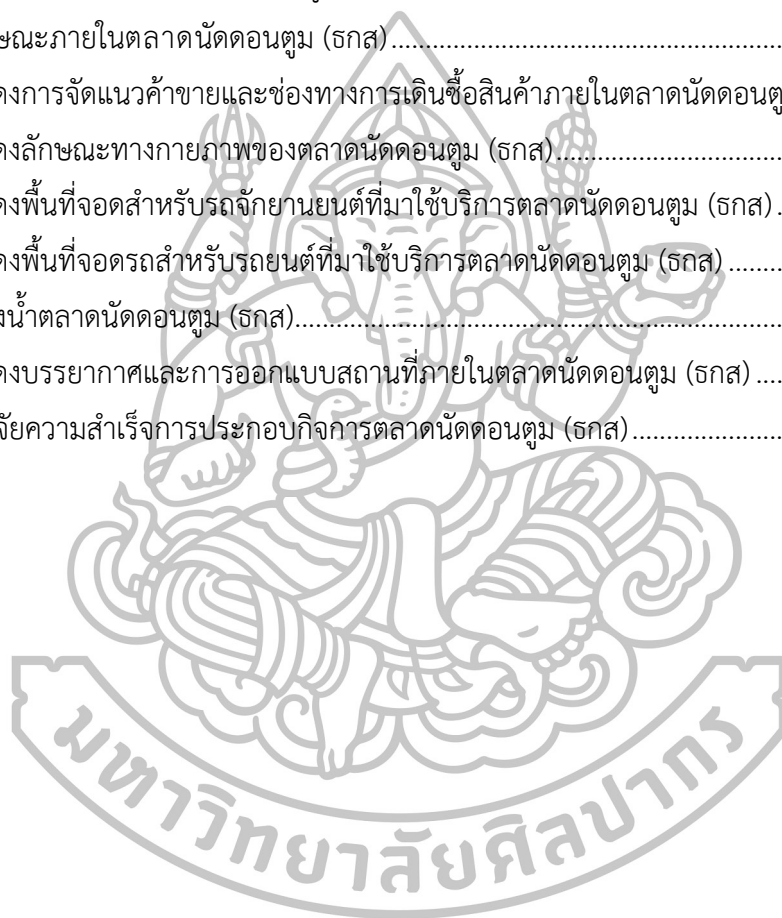 ษณะภายในตลาดนัดดอนตูม (ธกส)................................................
ดงการจัดแนวค้าขายและช่องทางการเดินซื้อสินค้าภายในตลาดนัดดอนตู
ดงลักษณะทางกายภาพของตลาดนัดดอนตูม (ธกส)............................
ดงพื้นที่จอดสำหรับรถจักยานยนต์ที่มาใช้บริการตลาดนัดดอนตูม (ธกส).
ดงพื้นที่จอดรถสำหรับรถยนต์ที่มาใช้บริการตลาดนัดดอนตูม (ธกส).......
งน้ำตลาดนัดดอนตูม (ธกส)............................................................
ดงบรรยากาศและการออกแบบสถานที่ภายในตลาดนัดดอนตูม (ธกส)....
จัยความสำเร็จการประกอบกิจการตลาดนัดดอนตูม (ธกส)....................
มหาวิทยาลัยศิลปากร